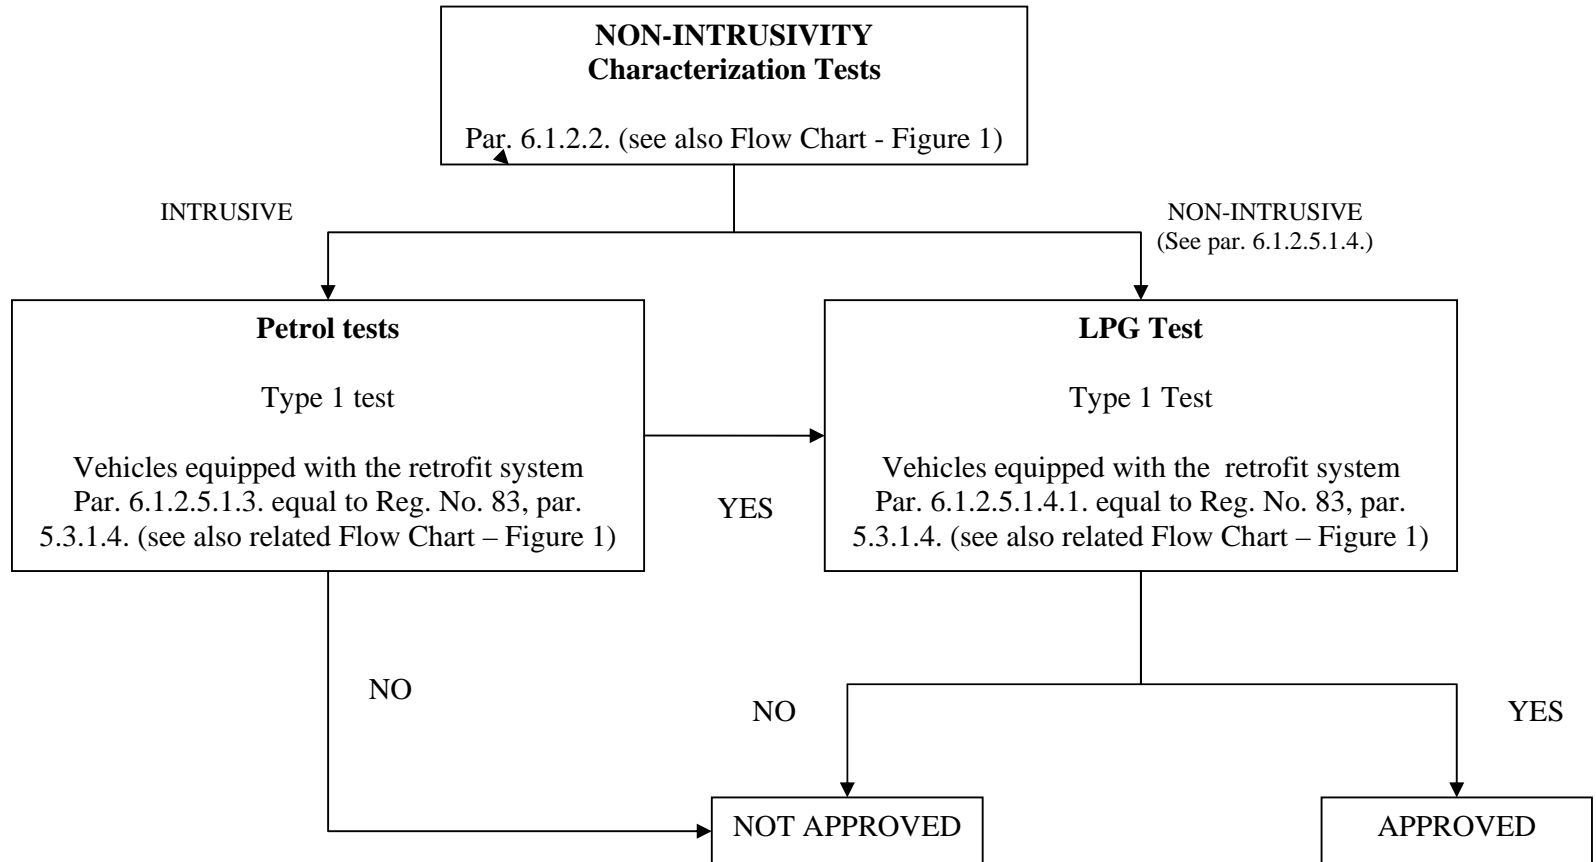 NON-INTRUSIVITY
Characterization Tests
Par. 6.1.2.2. (see also Flow Chart - Figure 1)
INTRUSIVE
NON-INTRUSIVE
(See par. 6.1.2.5.1.4.)
Petrol tests
Type 1 test
Vehicles equipped with the retrofit system
Par. 6.1.2.5.1.3. equal to Reg. No. 83, par.
5.3.1.4. (see also related Flow Chart – Figure 1)
YES
LPG Test
Type 1 Test
Vehicles equipped with the retrofit system
Par. 6.1.2.5.1.4.1. equal to Reg. No. 83, par.
5.3.1.4. (see also related Flow Chart – Figure 1)
NO
NO
YES
NOT APPROVED
APPROVED